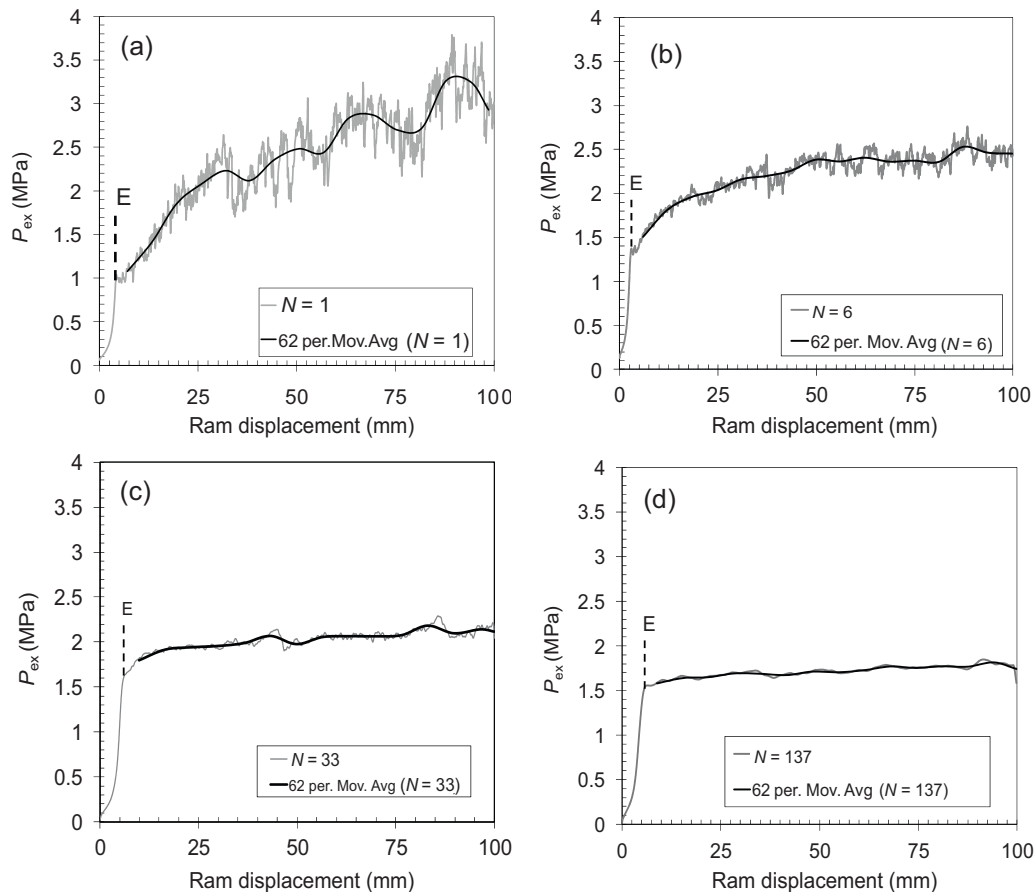 (a)
4
3.5
3
2.5
2
1.5
1
0.5
0
P_ex (MPa)
E
N = 1
62 per.Mov.Avg (N = 1)
0 25 50 75 100
Ram displacement (mm)
(b)
4
3.5
3
2.5
2
1.5
1
0.5
0
P_ex (MPa)
E
N = 6
62 per. Mov. Avg (N = 6)
0 25 50 75 100
Ram displacement (mm)
(c)
4
3.5
3
2.5
2
1.5
1
0.5
0
P_ex (MPa)
E
N = 33
62 per. Mov. Avg (N = 33)
0 25 50 75 100
Ram displacement (mm)
(d)
4
3.5
3
2.5
2
1.5
1
0.5
0
P_ex (MPa)
E
N = 137
62 per. Mov. Avg (N = 137)
0 25 50 75 100
Ram displacement (mm)